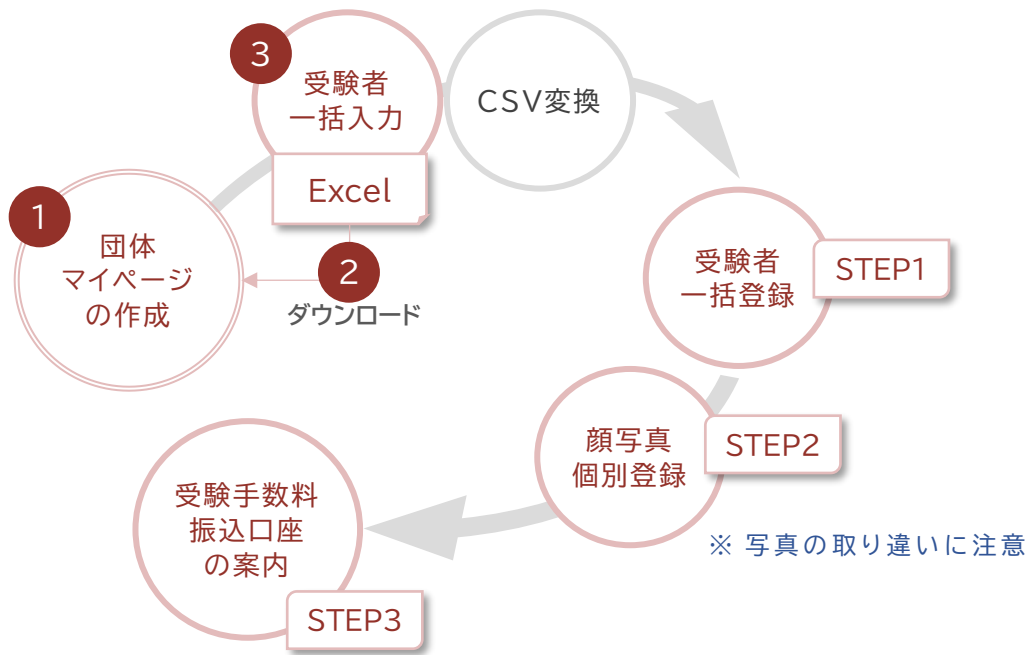 1
団体
マイページ
の作成
2
ダウンロード
3
受験者
一括入力
Excel
CSV変換
受験者
一括登録
STEP1
顔写真
個別登録
STEP2
※ 写真の取り違いに注意
受験手数料
振込口座
の案内
STEP3